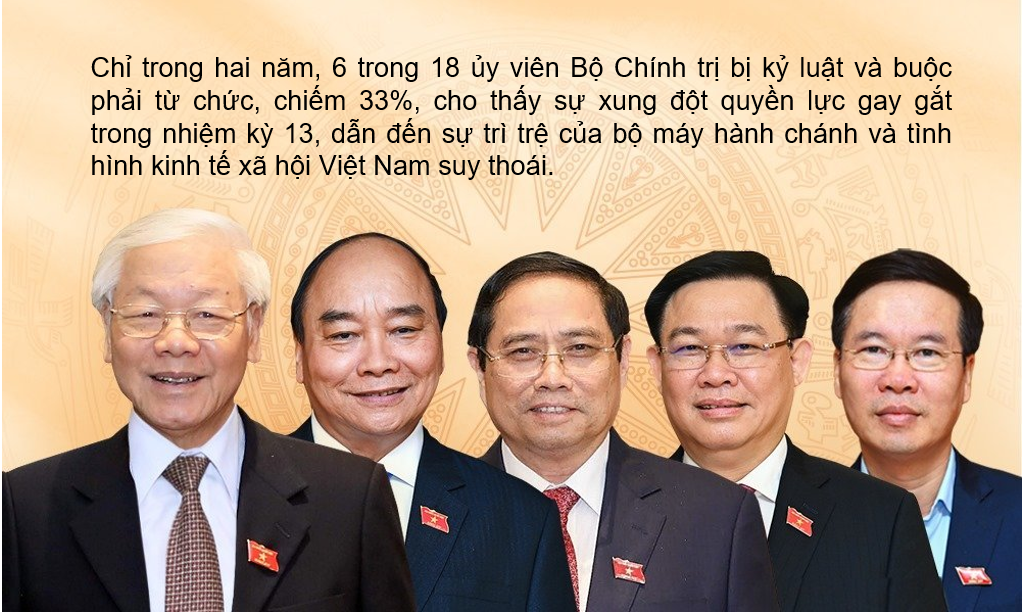 Chỉ trong hai năm, 6 trong 18 ủy viên Bộ Chính trị bị kỷ luật và buộc
phải từ chức, chiếm 33%, cho thấy sự xung đột quyền lực gay gắt
trong nhiệm kỳ 13, dẫn đến sự trì trệ của bộ máy hành chánh và tình
hình kinh tế xã hội Việt Nam suy thoái.